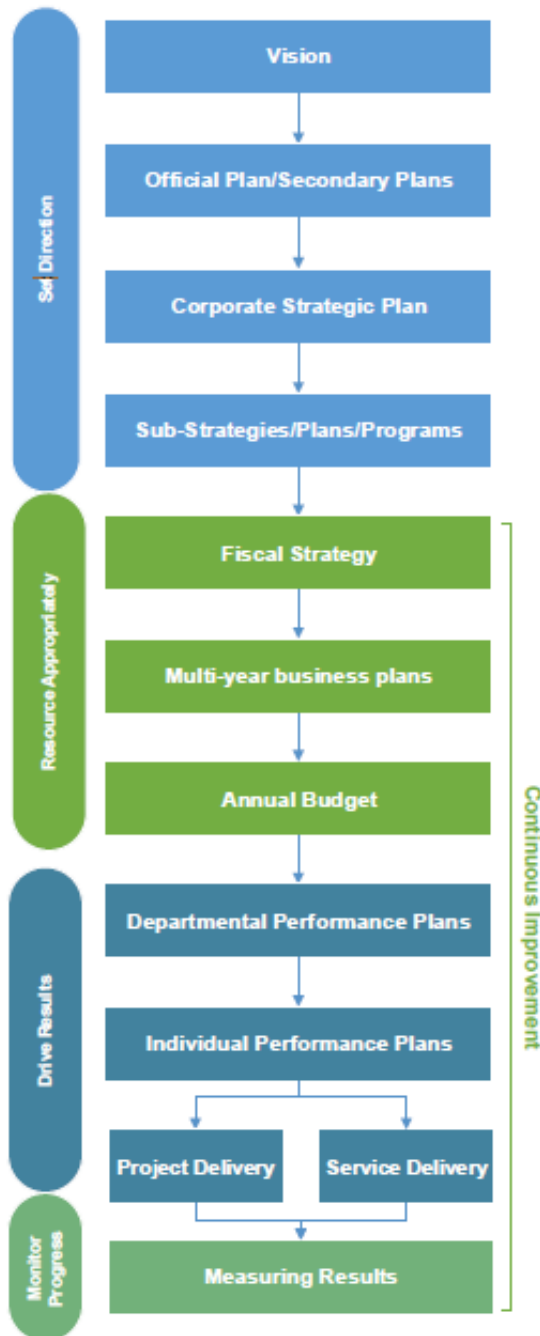 Set Direction
Vision
Official Plan/Secondary Plans
Corporate Strategic Plan
Sub-Strategies/Plans/Programs
Resource Appropriately
Fiscal Strategy
Multi-year business plans
Annual Budget
Continuous Improvement
Drive Results
Departmental Performance Plans
Individual Performance Plans
Project Delivery
Service Delivery
Monitor
Progress
Measuring Results